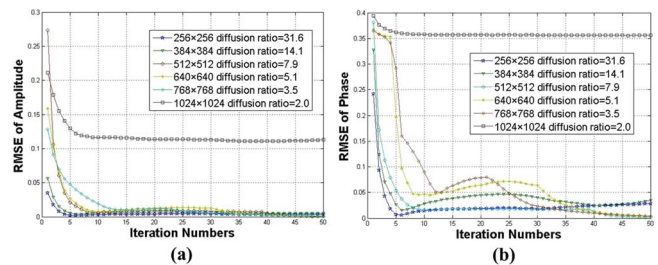 RMSE of Amplitude
0.3
0.25
0.2
0.15
0.1
0.05
0
256×256 diffusion ratio=31.6
384×384 diffusion ratio=14.1
512×512 diffusion ratio=7.9
640×640 diffusion ratio=5.1
768×768 diffusion ratio=3.5
1024×1024 diffusion ratio=2.0
0 10 20 30 40 50
Iteration Numbers
(a)
RMSE of Phase
0.4
0.35
0.3
0.25
0.2
0.15
0.1
0.05
0
256×256 diffusion ratio=31.6
384×384 diffusion ratio=14.1
512×512 diffusion ratio=7.9
640×640 diffusion ratio=5.1
768×768 diffusion ratio=3.5
1024×1024 diffusion ratio=2.0
0 5 10 15 20 25 30 35 40 45 50
Iteration Numbers
(b)